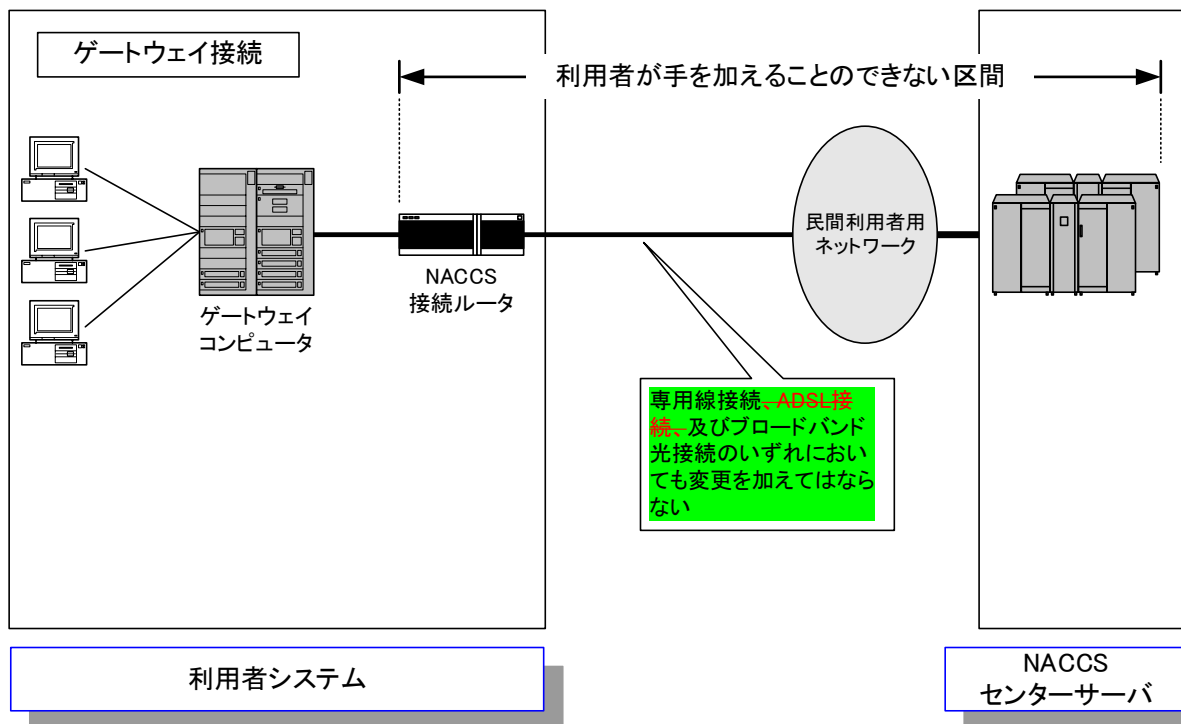 ゲートウェイ接続
利用者が手を加えることのできない区間
民間利用者用
ネットワーク
NACCS
接続ルータ
ゲートウェイ
コンピュータ
専用線接続、ADSL接
続、及びブロードバンド
光接続のいずれにおい
ても変更を加えてはなら
ない
利用者システム
NACCS
センターサーバ